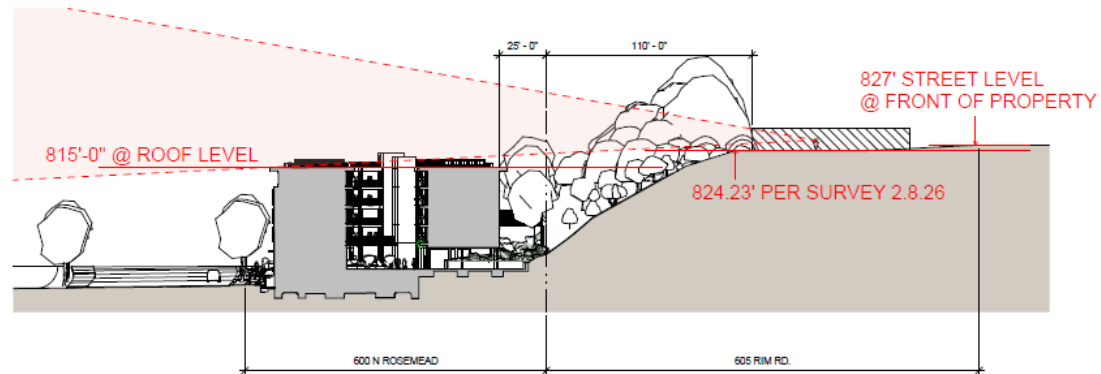 25' - 0"
110' - 0"
827' STREET LEVEL
@ FRONT OF PROPERTY
815'-0" @ ROOF LEVEL
824.23' PER SURVEY 2.8.26
600 N ROSEMEAD
605 RIM RD.